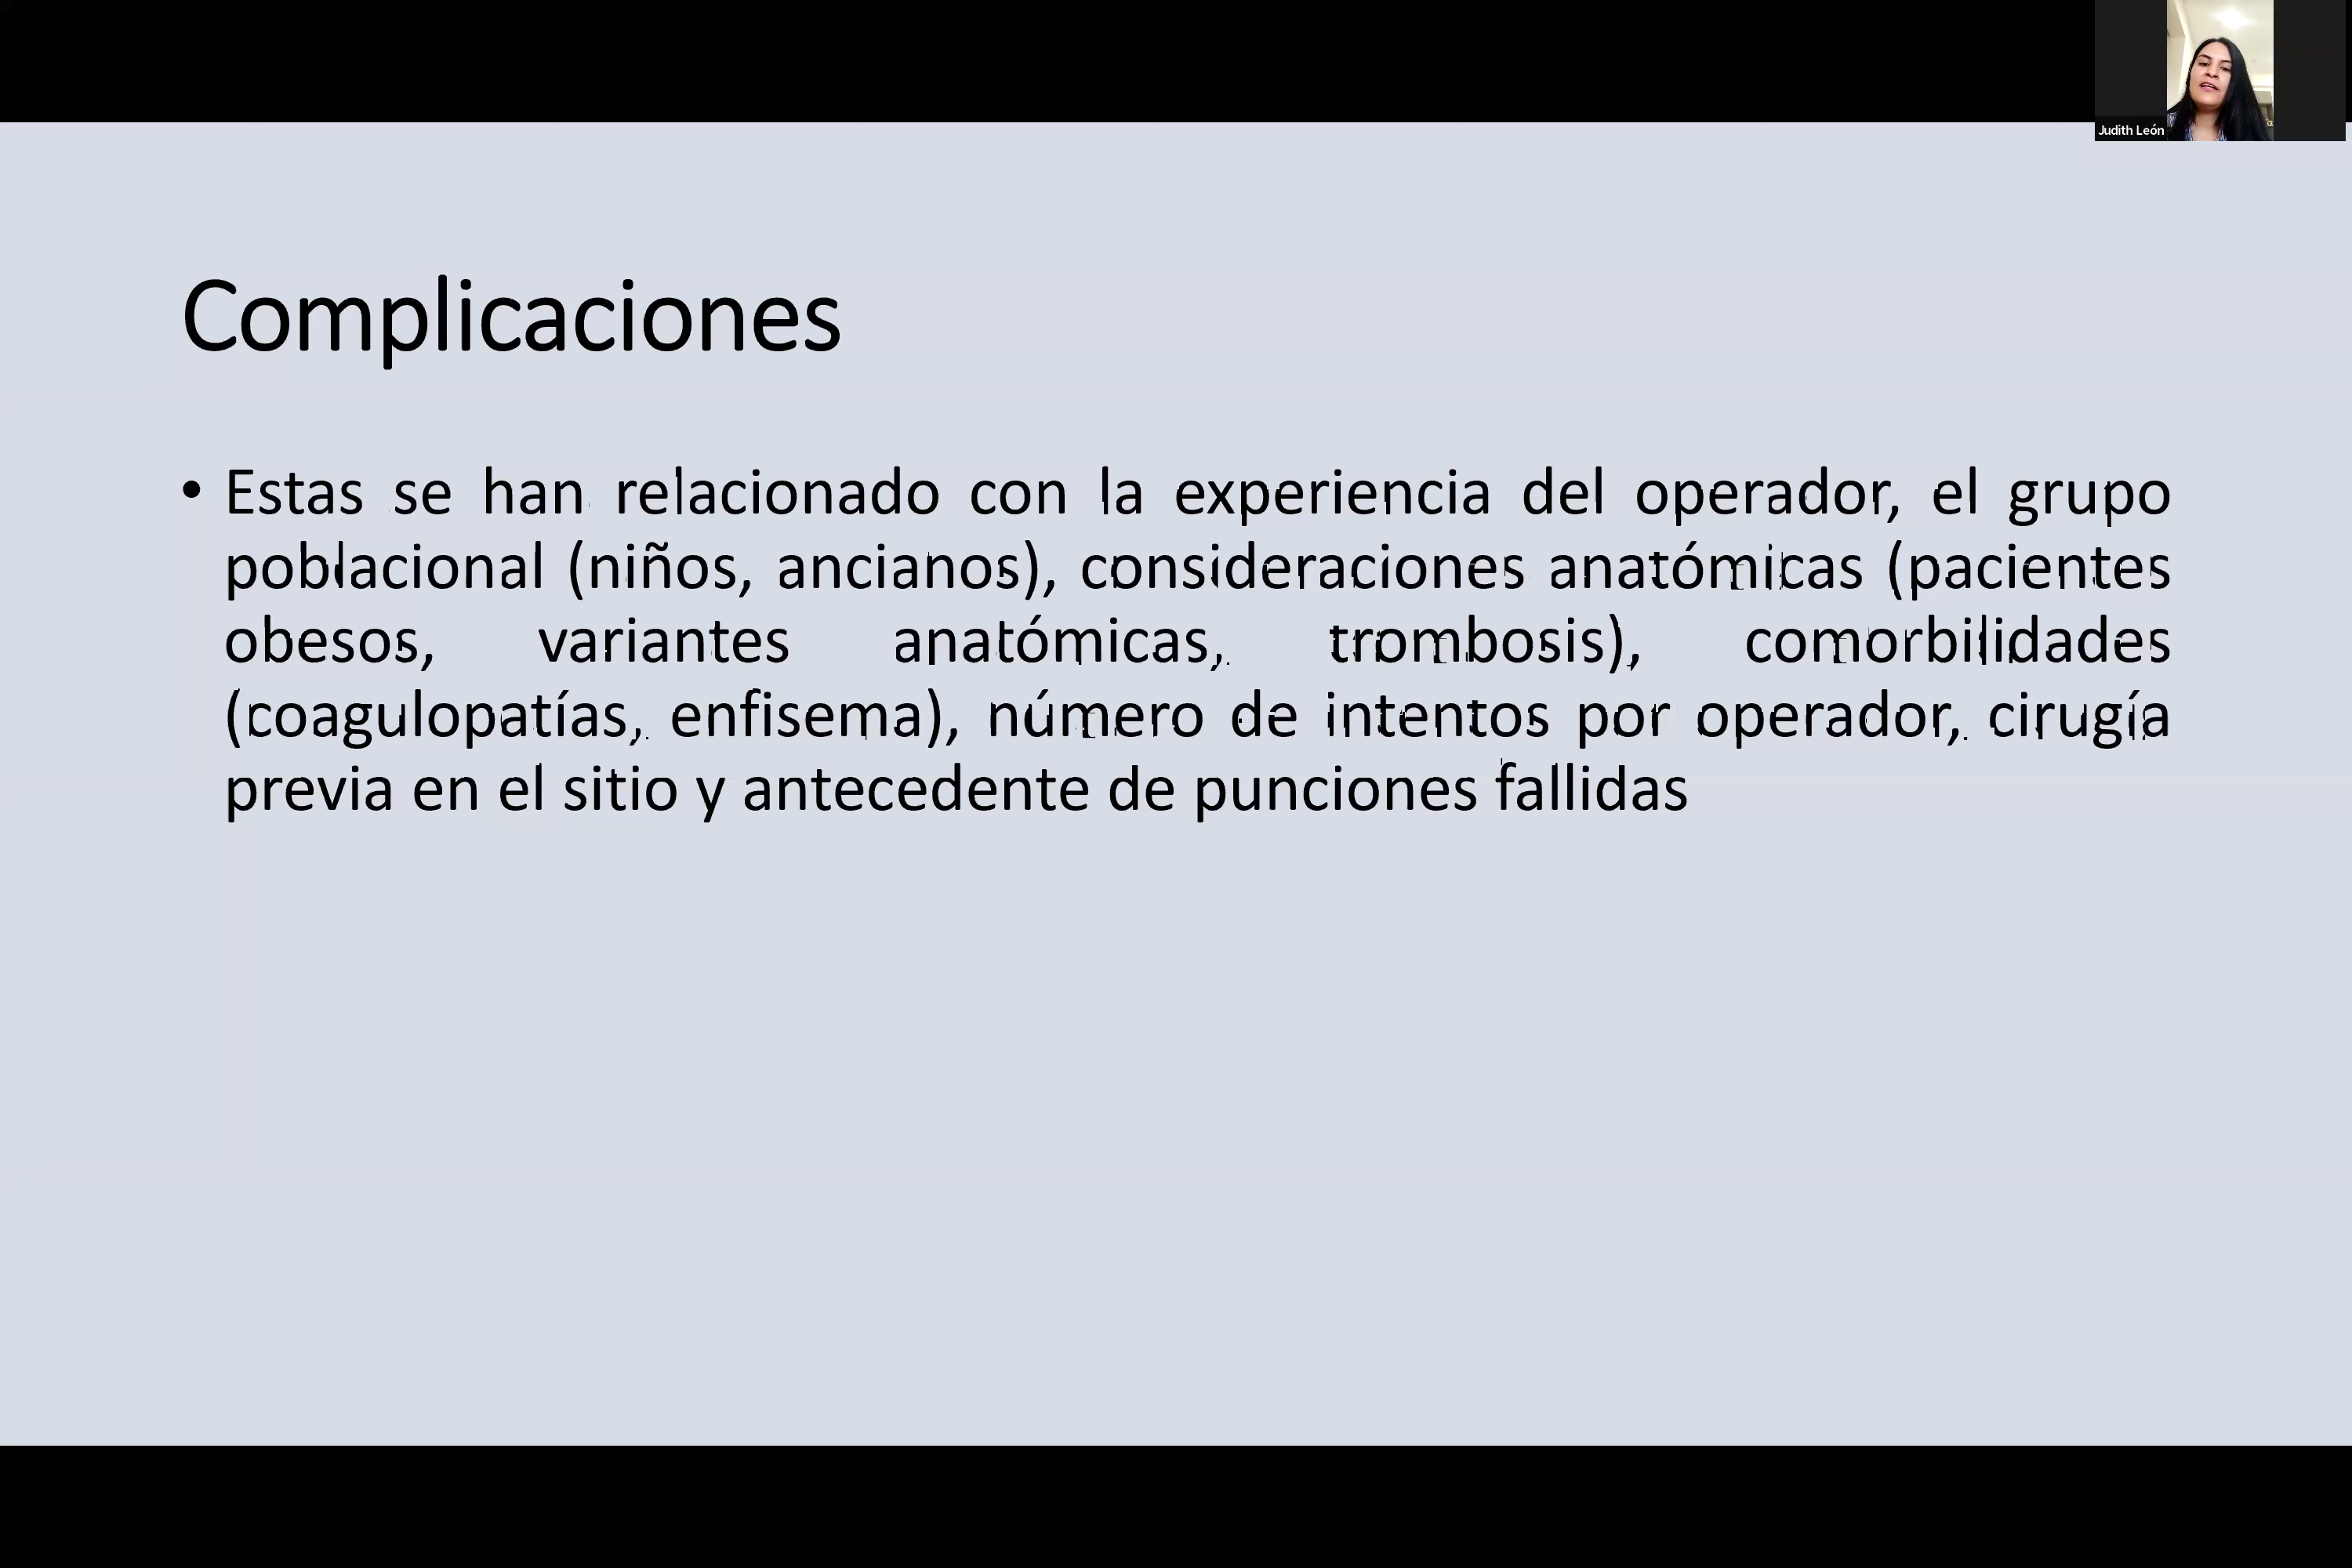 Judith León
Complicaciones
• Estas se han relacionado con la experiencia del operador, el grupo
poblacional (niños, ancianos), consideraciones anatómicas (pacientes
obesos, variantes anatómicas, trombosis), comorbilidades
(coagulopatías, enfisema), número de intentos por operador, cirugía
previa en el sitio y antecedente de punciones fallidas